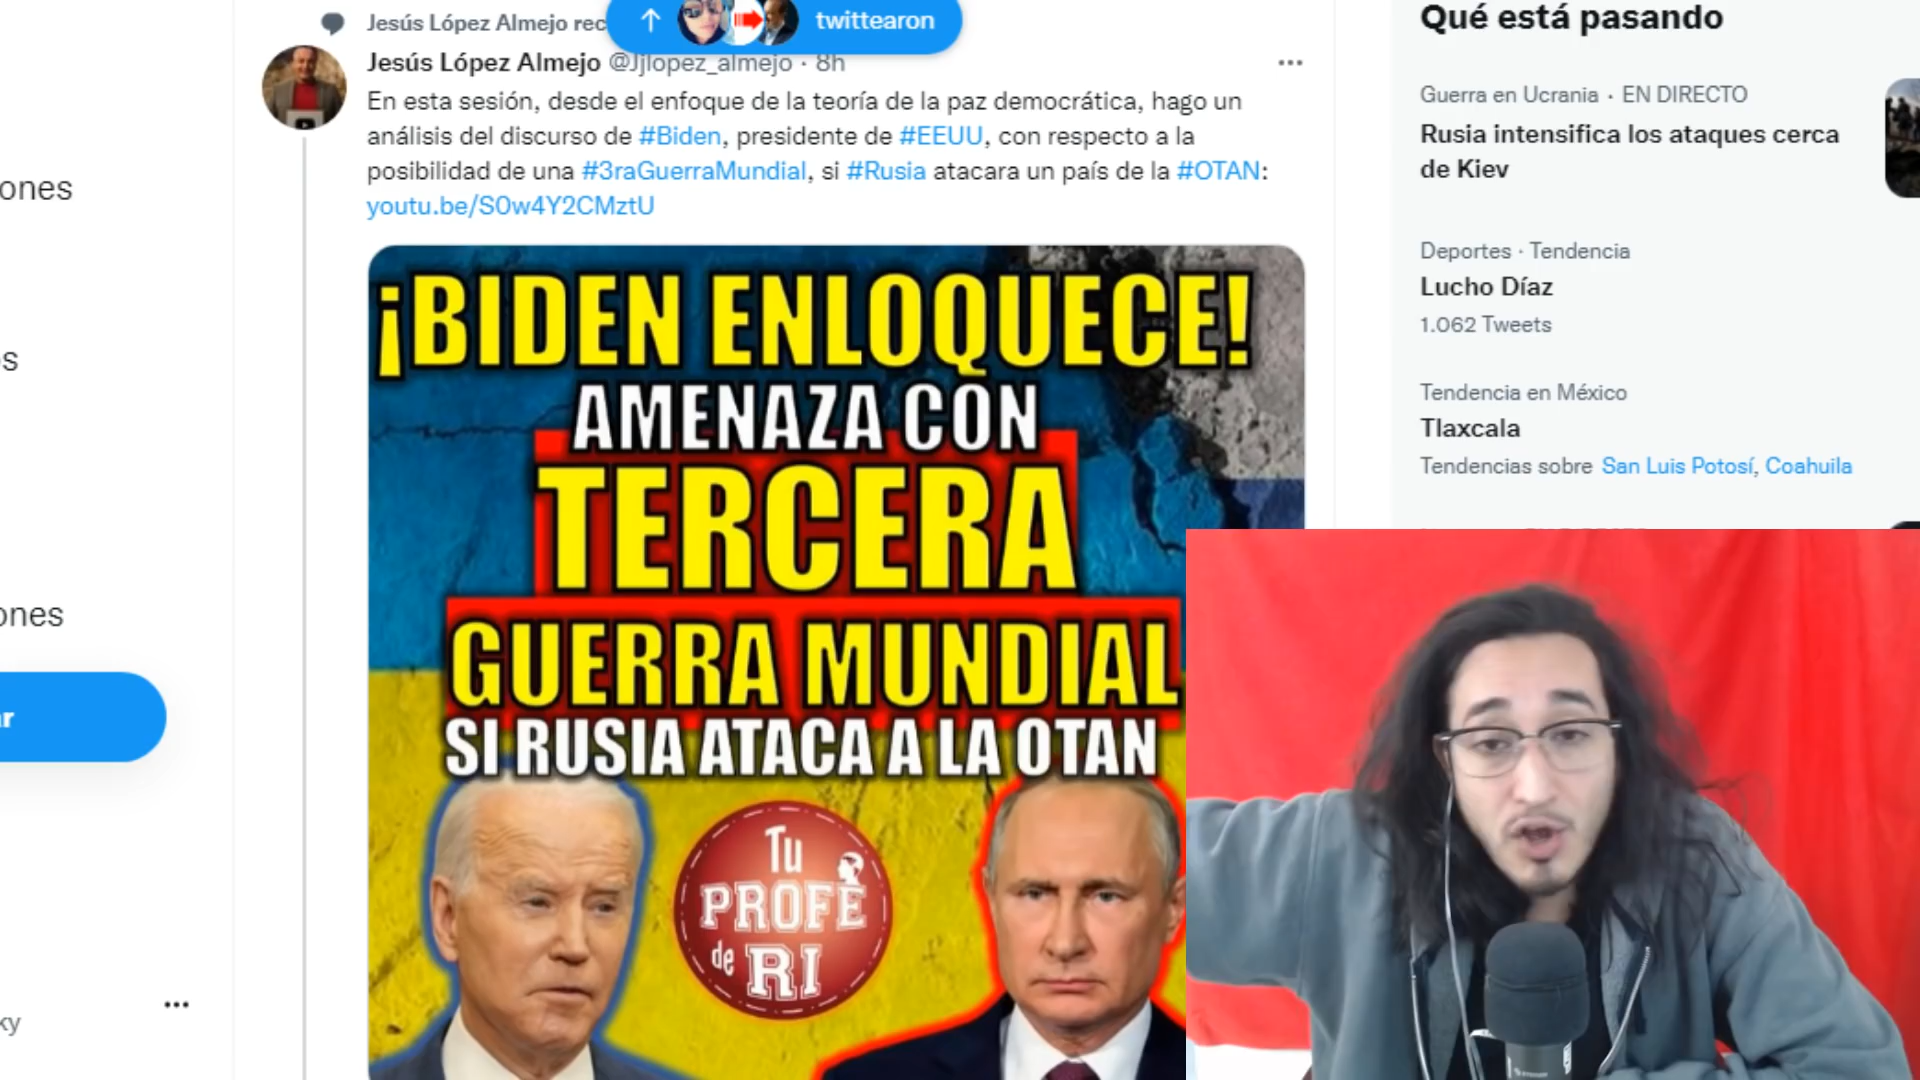 Jesús López Almejo rec
twittearon
Jesús López Almejo @Jjlopez_almejo · 8h
En esta sesión, desde el enfoque de la teoría de la paz democrática, hago un
análisis del discurso de #Biden, presidente de #EEUU, con respecto a la
posibilidad de una #3raGuerraMundial, si #Rusia atacara un país de la #OTAN:
youtu.be/S0w4Y2CMztU
¡BIDEN ENLOQUECE!
AMENAZA CON
TERCERA
GUERRA MUNDIAL
SI RUSIA ATACA A LA OTAN
Tu
PROFE
de RI
ones
os
ones
ar
ky
Qué está pasando
Guerra en Ucrania · EN DIRECTO
Rusia intensifica los ataques cerca
de Kiev
Deportes · Tendencia
Lucho Díaz
1.062 Tweets
Tendencia en México
Tlaxcala
Tendencias sobre San Luis Potosí, Coahuila